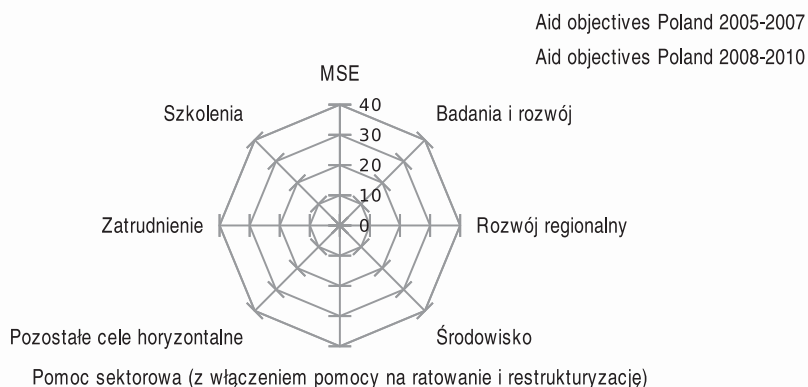 Aid objectives Poland 2005-2007
Aid objectives Poland 2008-2010
MSE
40
Szkolenia
Badania i rozwój
30
20
10
Zatrudnienie
0
Rozwój regionalny
Pozostałe cele horyzontalne
Środowisko
Pomoc sektorowa (z włączeniem pomocy na ratowanie i restrukturyzację)